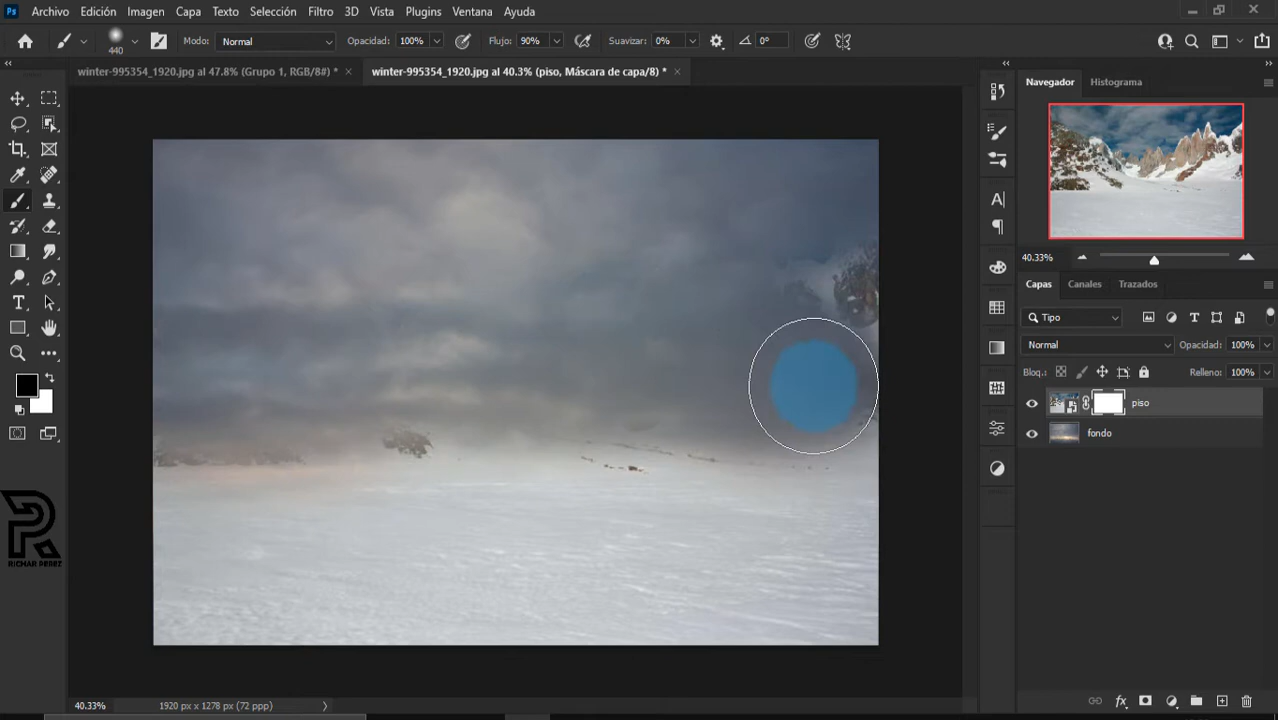 Ps Archivo Edición Imagen Capa Texto Selección Filtro 3D Vista Plugins Ventana Ayuda
440 Modo: Normal Opacidad: 100% Flujo: 90% Suavizar: 0% 0°
winter-995354_1920.jpg al 47.8% (Grupo 1, RGB/8#) * × winter-995354_1920.jpg al 40.3% (piso, Máscara de capa/8) * ×
Navegador Histograma
40.33%
Capas Canales Trazados
Tipo
Normal Opacidad: 100%
Bloq.: Relleno: 100%
piso
fondo
RICHAR PEREZ
40.33% 1920 px x 1278 px (72 ppp)